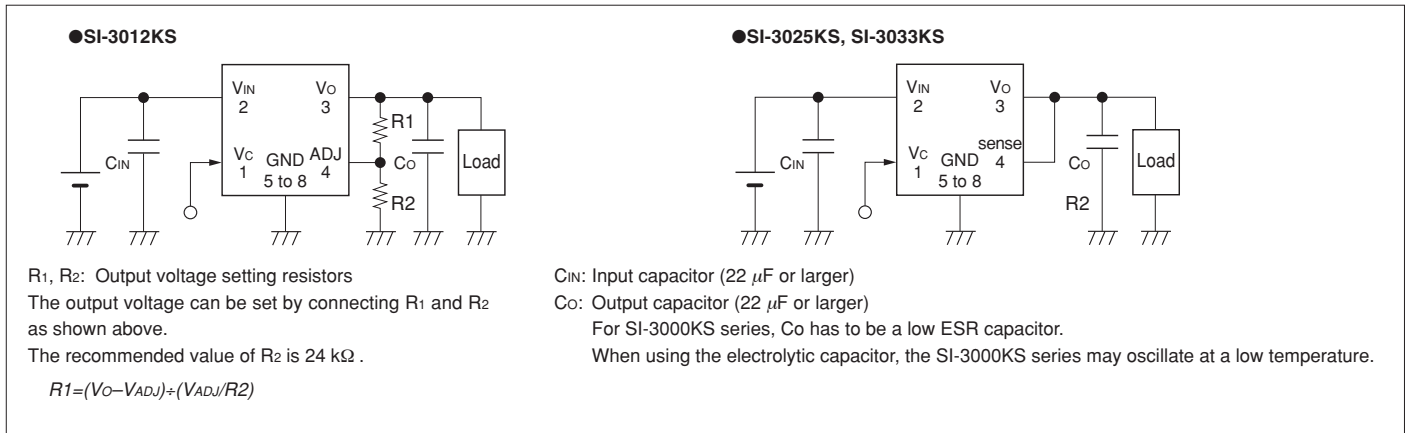 ●SI-3012KS
VIN
2
VO
3
VC
1
GND
5 to 8
ADJ
4
CIN
R1
R2
CO
Load
●SI-3025KS, SI-3033KS
VIN
2
VO
3
VC
1
GND
5 to 8
sense
4
CIN
CO
R2
Load
R1, R2: Output voltage setting resistors
The output voltage can be set by connecting R1 and R2
as shown above.
The recommended value of R2 is 24 kΩ .
R1=(VO–VADJ)÷(VADJ/R2)
CIN: Input capacitor (22 μF or larger)
CO: Output capacitor (22 μF or larger)
For SI-3000KS series, Co has to be a low ESR capacitor.
When using the electrolytic capacitor, the SI-3000KS series may oscillate at a low temperature.